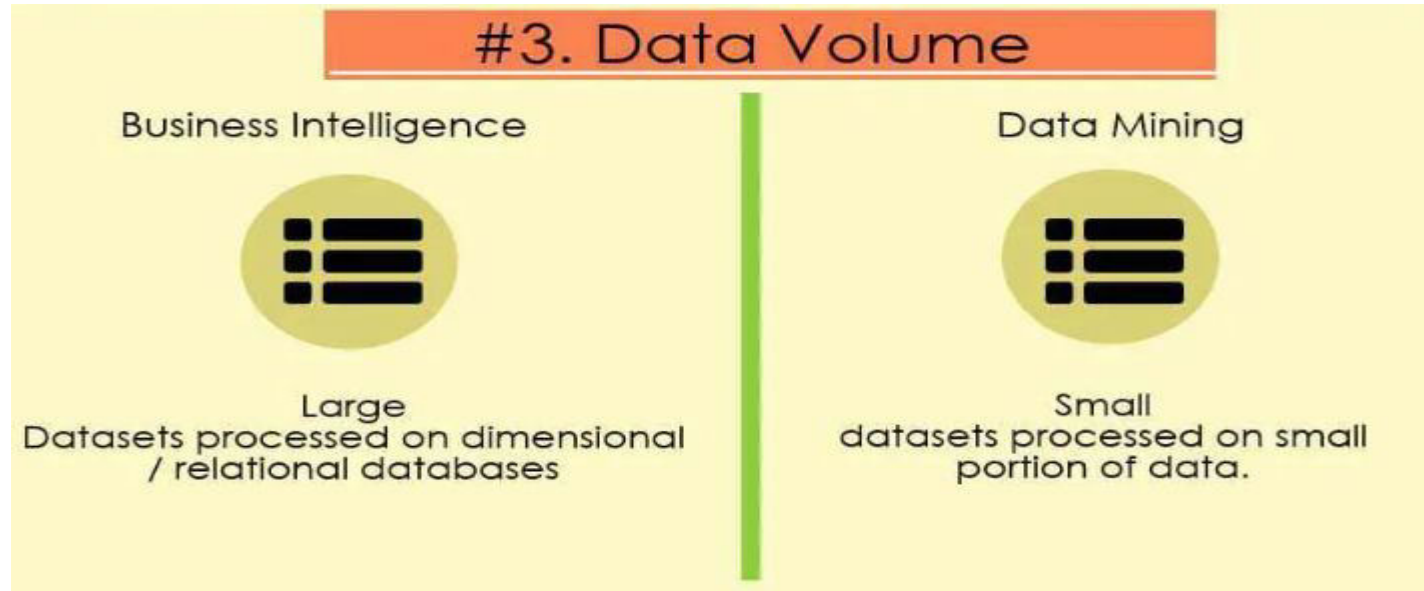 #3. Data Volume
Business Intelligence
Large
Datasets processed on dimensional
/ relational databases
Data Mining
Small
datasets processed on small
portion of data.